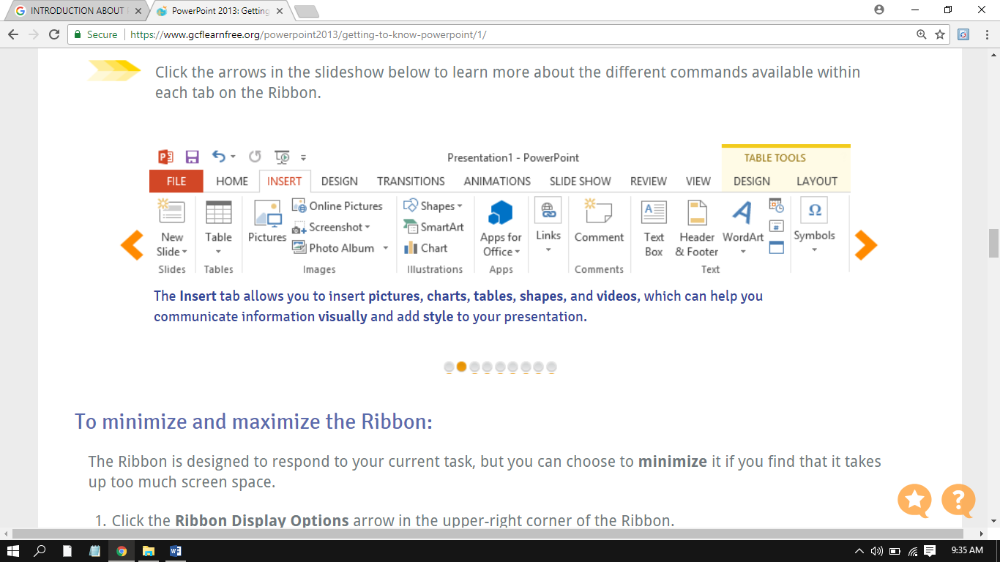 INTRODUCTION ABOUT
PowerPoint 2013: Getting
Secure
https://www.gcflearnfree.org/powerpoint2013/getting-to-know-powerpoint/1/
Click the arrows in the slideshow below to learn more about the different commands available within
each tab on the Ribbon.
Presentation1 - PowerPoint
TABLE TOOLS
FILE HOME INSERT DESIGN TRANSITIONS ANIMATIONS SLIDE SHOW REVIEW VIEW DESIGN LAYOUT
New
Slide
Slides
Table
Tables
Pictures
Online Pictures
Screenshot
Photo Album
Images
Shapes
SmartArt
Chart
Illustrations
Apps for
Office
Apps
Links
Comment
Comments
Text
Box
Header
& Footer
WordArt
Text
Symbols
The Insert tab allows you to insert pictures, charts, tables, shapes, and videos, which can help you
communicate information visually and add style to your presentation.
To minimize and maximize the Ribbon:
The Ribbon is designed to respond to your current task, but you can choose to minimize it if you find that it takes
up too much screen space.
1. Click the Ribbon Display Options arrow in the upper-right corner of the Ribbon.
9:35 AM